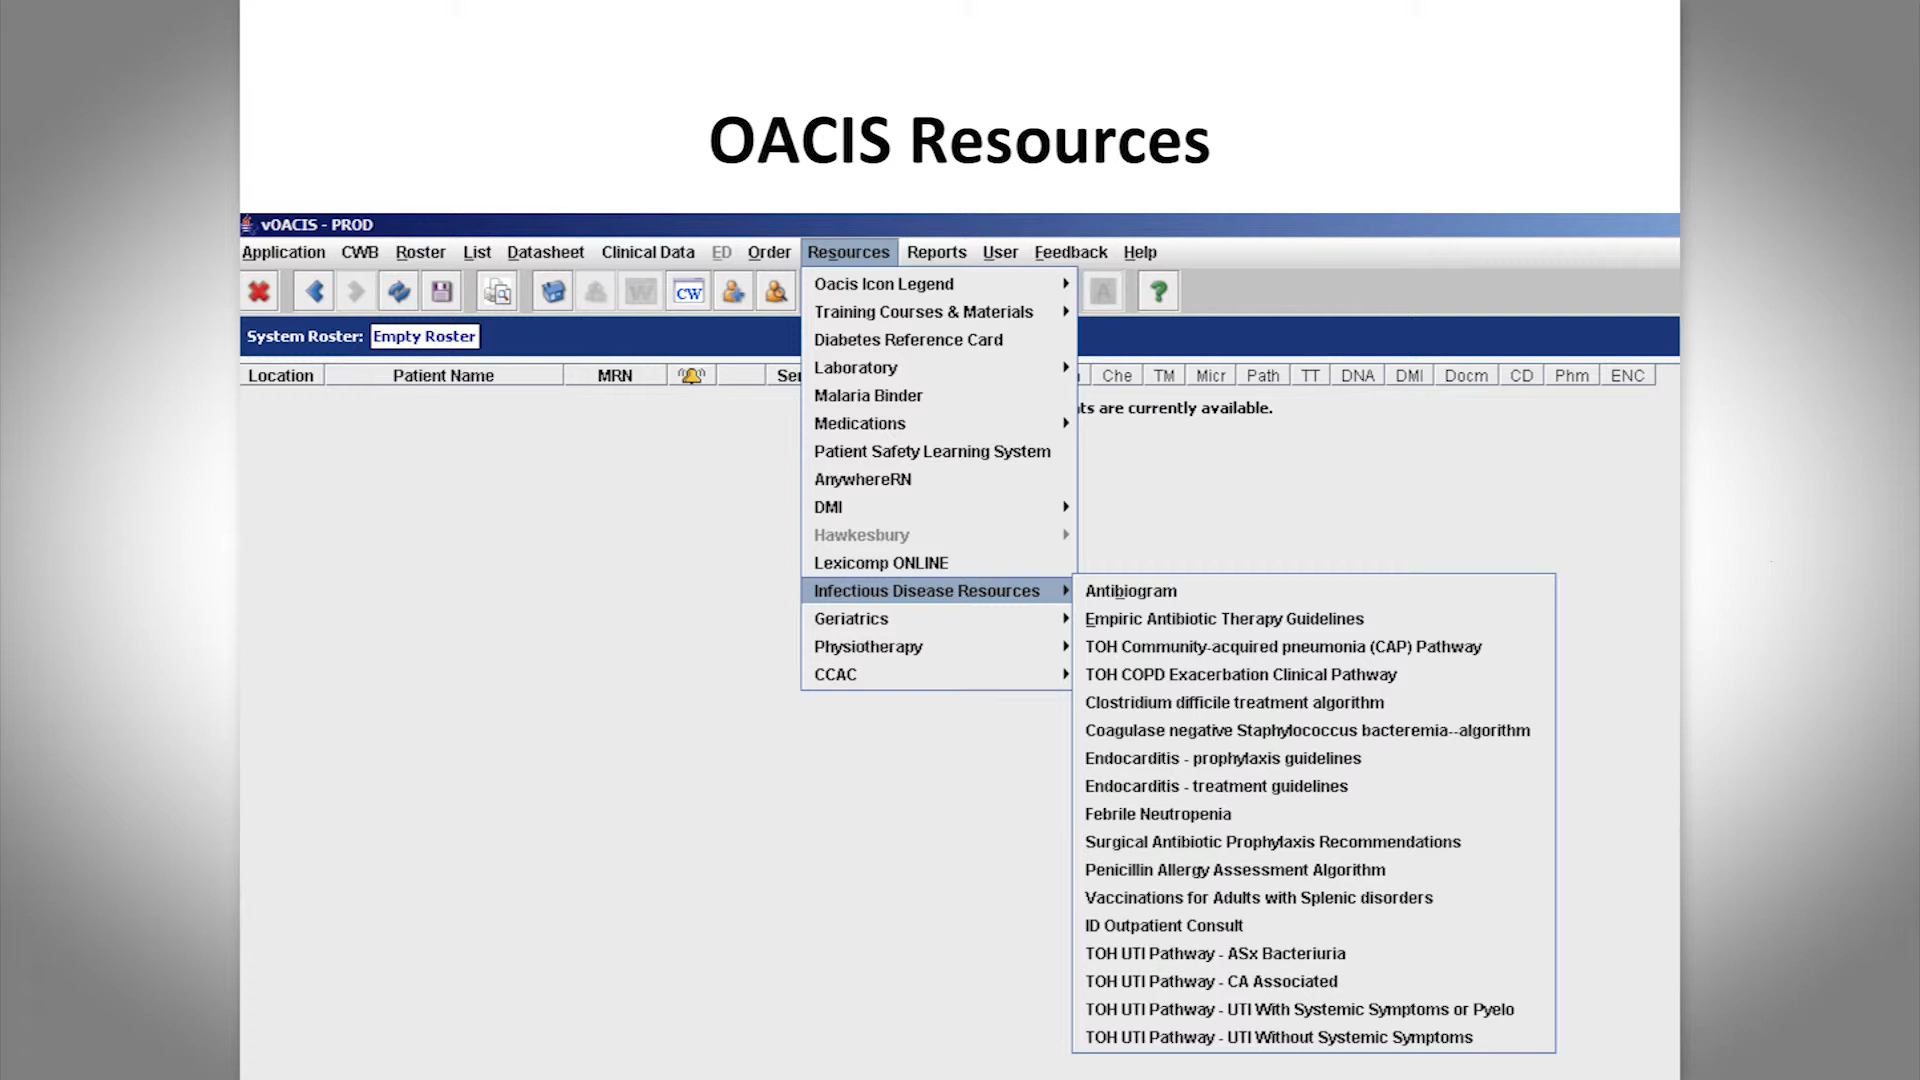 OACIS Resources
vOACIS - PROD
Application CWB Roster List Datasheet Clinical Data ED Order Resources Reports User Feedback Help
W CW A ?
System Roster: Empty Roster
Location Patient Name MRN Che TM Micr Path TT DNA DMI Docm CD Phm ENC
are currently available.
Oacis Icon Legend
Training Courses & Materials
Diabetes Reference Card
Laboratory
Malaria Binder
Medications
Patient Safety Learning System
AnywhereRN
DMI
Hawkesbury
Lexicomp ONLINE
Infectious Disease Resources
Geriatrics
Physiotherapy
CCAC
Antibiogram
Empiric Antibiotic Therapy Guidelines
TOH Community-acquired pneumonia (CAP) Pathway
TOH COPD Exacerbation Clinical Pathway
Clostridium difficile treatment algorithm
Coagulase negative Staphylococcus bacteremia--algorithm
Endocarditis - prophylaxis guidelines
Endocarditis - treatment guidelines
Febrile Neutropenia
Surgical Antibiotic Prophylaxis Recommendations
Penicillin Allergy Assessment Algorithm
Vaccinations for Adults with Splenic disorders
ID Outpatient Consult
TOH UTI Pathway - ASx Bacteriuria
TOH UTI Pathway - CA Associated
TOH UTI Pathway - UTI With Systemic Symptoms or Pyelo
TOH UTI Pathway - UTI Without Systemic Symptoms